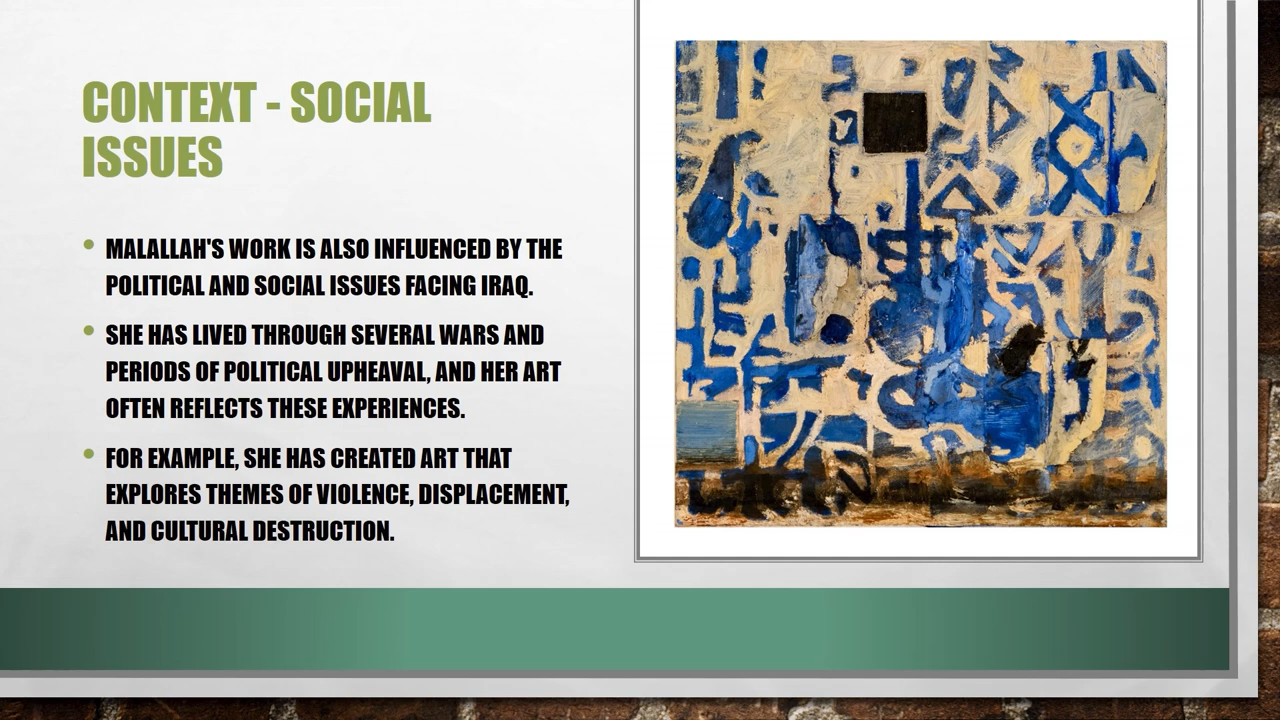 CONTEXT - SOCIAL
ISSUES
• MALALLAH'S WORK IS ALSO INFLUENCED BY THE
POLITICAL AND SOCIAL ISSUES FACING IRAQ.
• SHE HAS LIVED THROUGH SEVERAL WARS AND
PERIODS OF POLITICAL UPHEAVAL, AND HER ART
OFTEN REFLECTS THESE EXPERIENCES.
• FOR EXAMPLE, SHE HAS CREATED ART THAT
EXPLORES THEMES OF VIOLENCE, DISPLACEMENT,
AND CULTURAL DESTRUCTION.